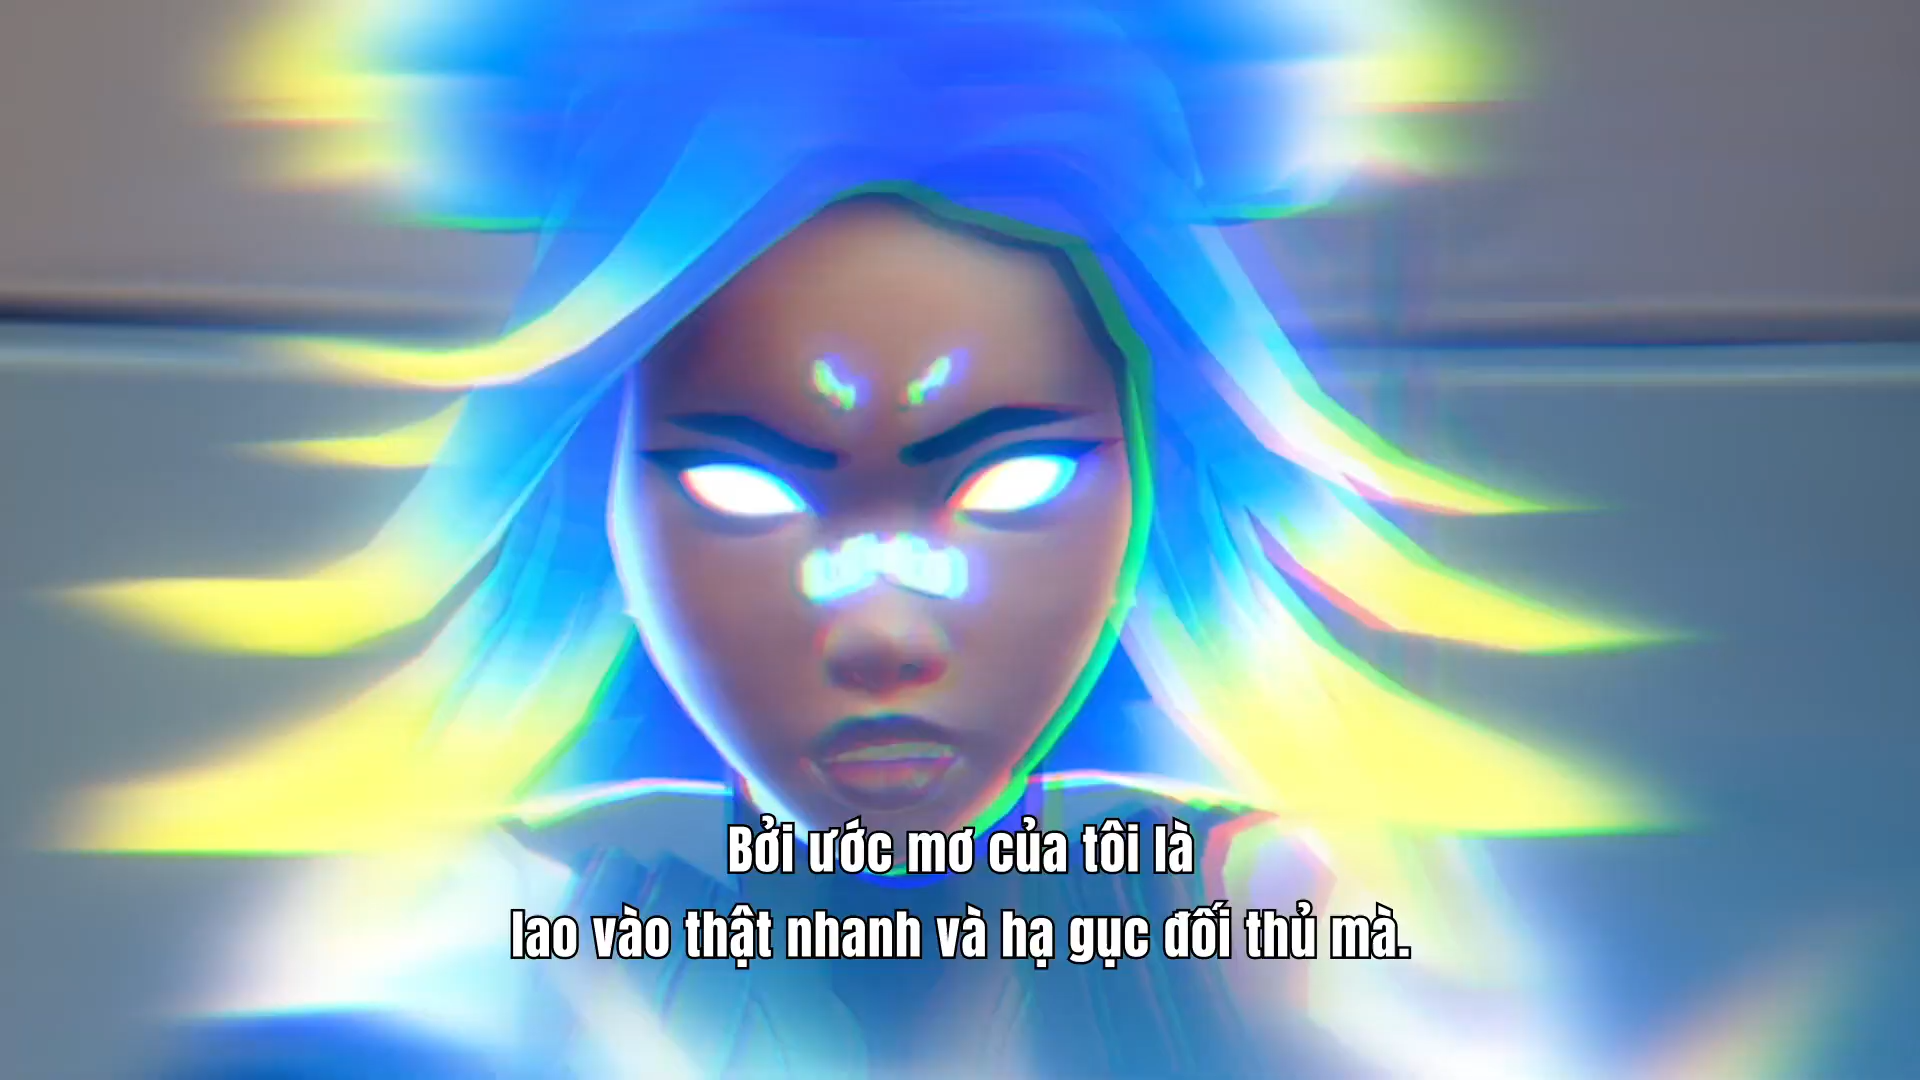 Bởi ước mơ của tôi là
lao vào thật nhanh và hạ gục đối thủ mà.